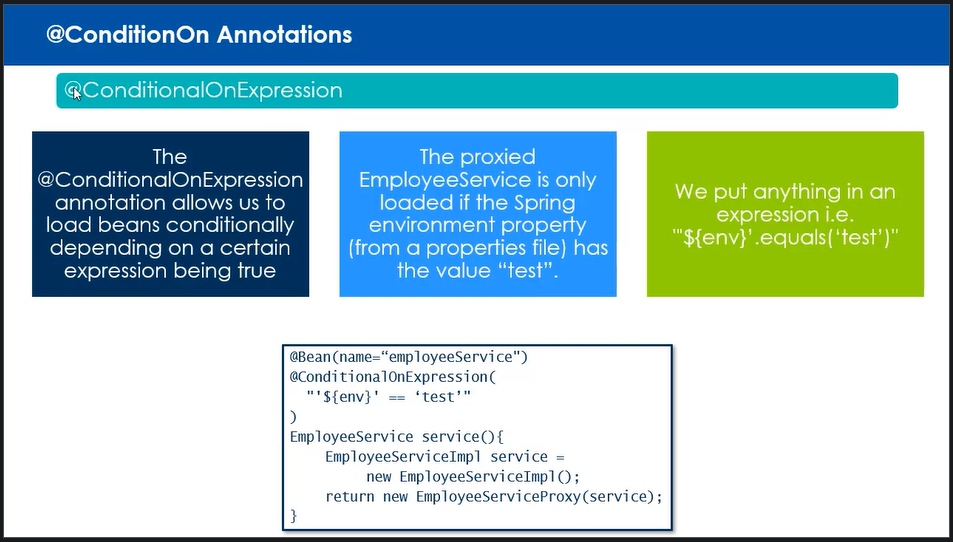 @ConditionOn Annotations
@ConditionalOnExpression
The
@ConditionalOnExpression
annotation allows us to
load beans conditionally
depending on a certain
expression being true
The proxied
EmployeeService is only
loaded if the Spring
environment property
(from a properties file) has
the value “test”.
We put anything in an
expression i.e.
"'${env}’.equals(‘test’)"
@Bean(name=“employeeService")
@ConditionalOnExpression(
"'${env}' == ‘test’"
)
EmployeeService service(){
EmployeeServiceImpl service =
new EmployeeServiceImpl();
return new EmployeeServiceProxy(service);
}